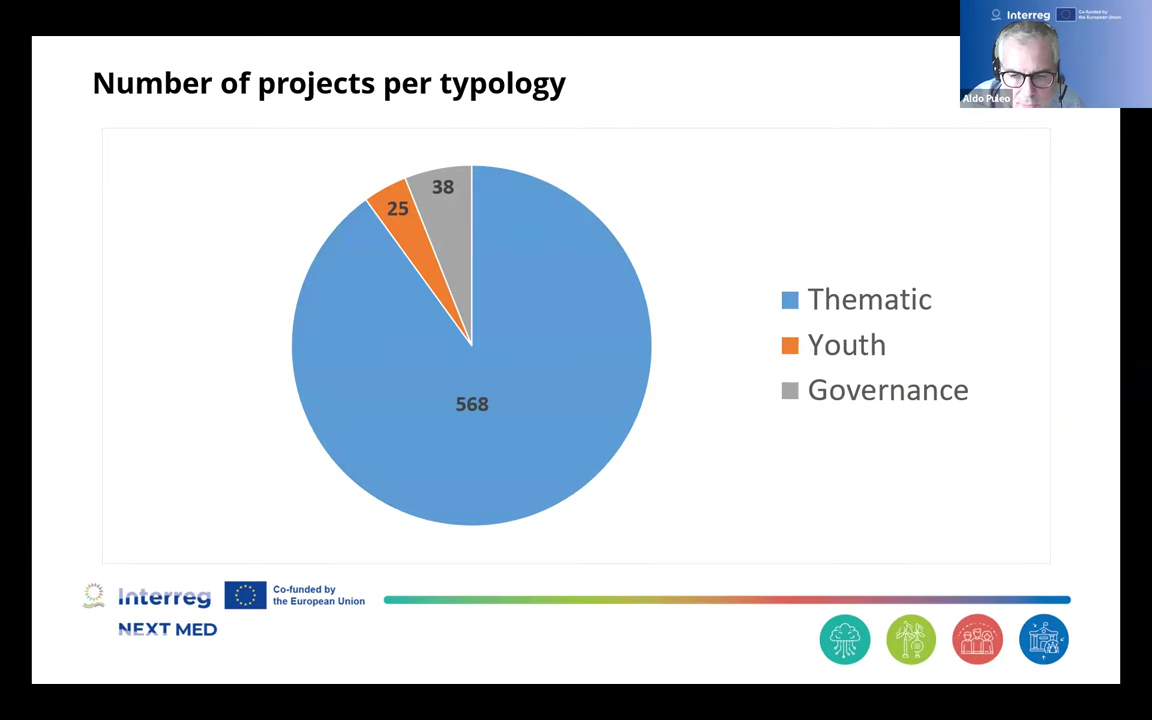 Interreg
Co-funded by
the European Union
Aldo Puleo
Number of projects per typology
38
25
568
Thematic
Youth
Governance
Interreg
Co-funded by
the European Union
NEXT MED